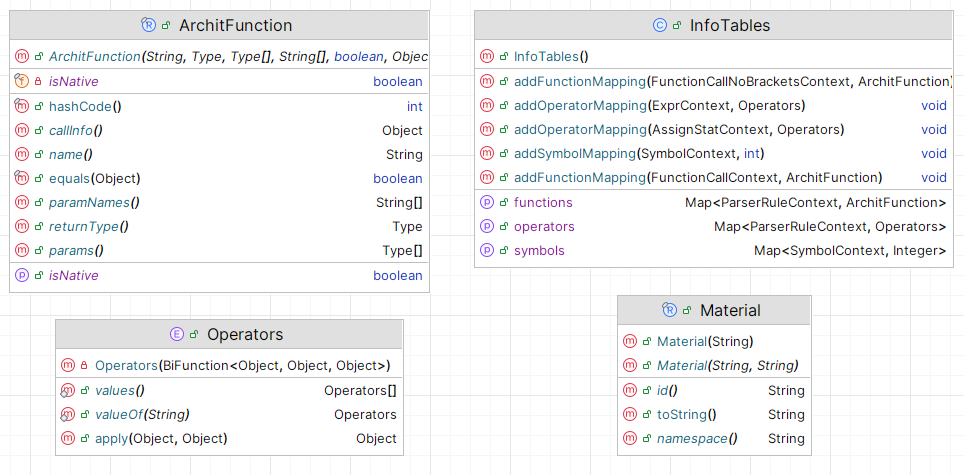 ArchitFunction
ArchitFunction(String, Type, Type[], String[], boolean, Objec
isNative boolean
hashCode() int
callInfo() Object
name() String
equals(Object) boolean
paramNames() String[]
returnType() Type
params() Type[]
isNative boolean
InfoTables
InfoTables()
addFunctionMapping(FunctionCallNoBracketsContext, ArchitFunction)
addOperatorMapping(ExprContext, Operators) void
addOperatorMapping(AssignStatContext, Operators) void
addSymbolMapping(SymbolContext, int) void
addFunctionMapping(FunctionCallContext, ArchitFunction) void
functions Map<ParserRuleContext, ArchitFunction>
operators Map<ParserRuleContext, Operators>
symbols Map<SymbolContext, Integer>
Operators
Operators(BiFunction<Object, Object, Object>)
values() Operators[]
valueOf(String) Operators
apply(Object, Object) Object
Material
Material(String)
Material(String, String)
id() String
toString() String
namespace() String